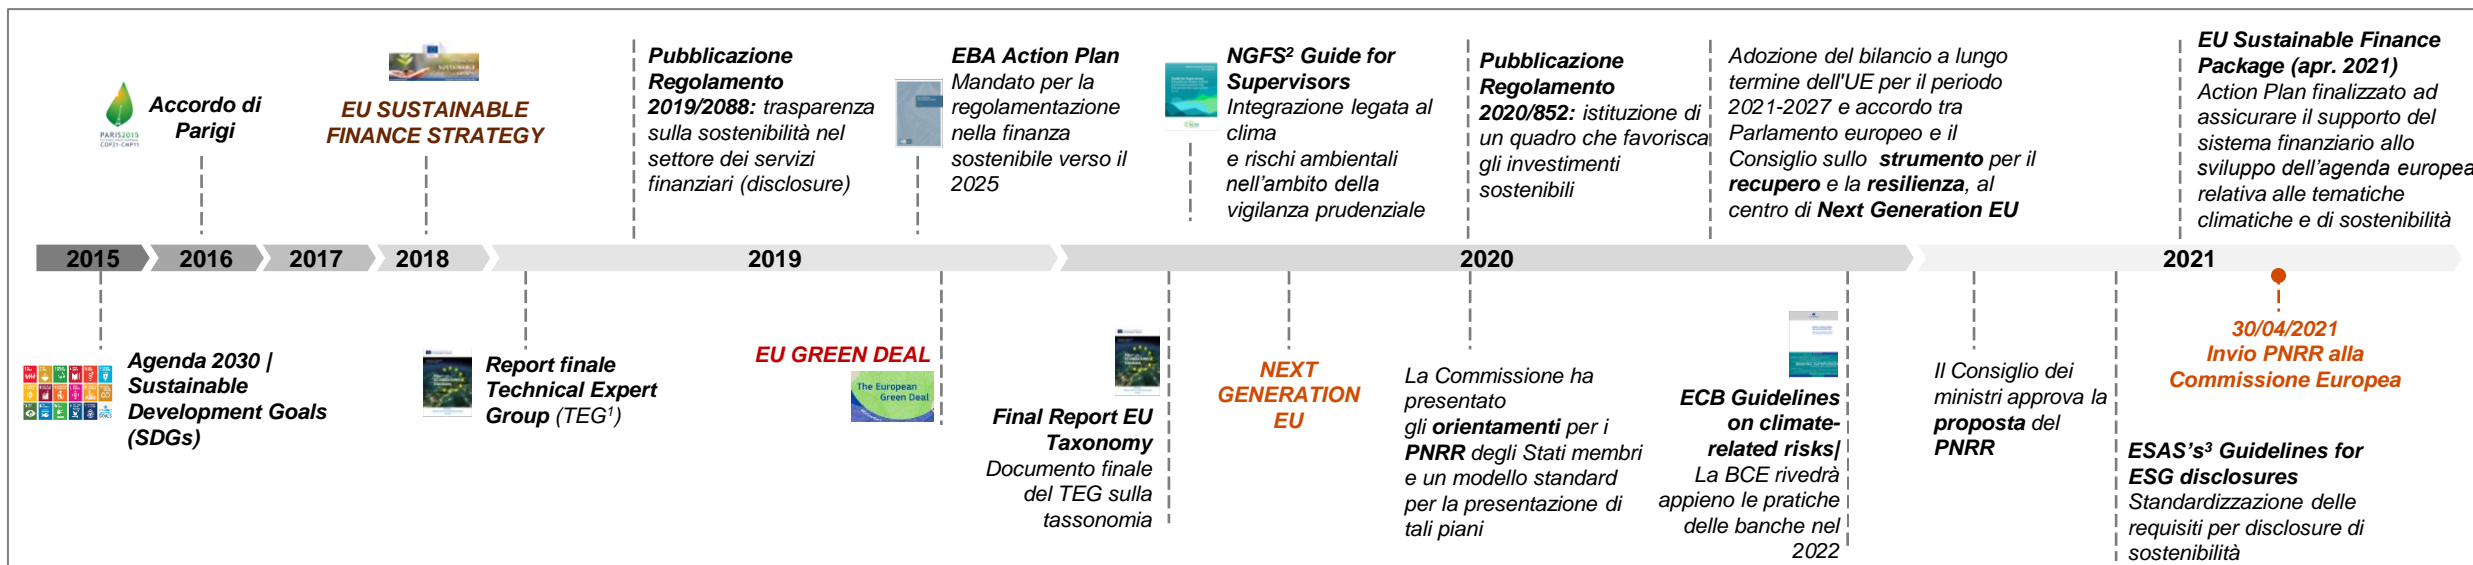 PARIS2015
COP21·CMP11
Accordo di
Parigi
EU SUSTAINABLE
FINANCE STRATEGY
Pubblicazione
Regolamento
2019/2088: trasparenza
sulla sostenibilità nel
settore dei servizi
finanziari (disclosure)
EBA Action Plan
Mandato per la
regolamentazione
nella finanza
sostenibile verso il
2025
NGFS² Guide for
Supervisors
Integrazione legata al
clima
e rischi ambientali
nell'ambito della
vigilanza prudenziale
Pubblicazione
Regolamento
2020/852: istituzione di
un quadro che favorisca
gli investimenti
sostenibili
Adozione del bilancio a lungo
termine dell'UE per il periodo
2021-2027 e accordo tra
Parlamento europeo e il
Consiglio sullo strumento per il
recupero e la resilienza, al
centro di Next Generation EU
EU Sustainable Finance
Package (apr. 2021)
Action Plan finalizzato ad
assicurare il supporto del
sistema finanziario allo
sviluppo dell'agenda europea
relativa alle tematiche
climatiche e di sostenibilità
2015
2016
2017
2018
2019
2020
2021
Agenda 2030 |
Sustainable
Development Goals
(SDGs)
Report finale
Technical Expert
Group (TEG¹)
EU GREEN DEAL
The European
Green Deal
Final Report EU
Taxonomy
Documento finale
del TEG sulla
tassonomia
NEXT
GENERATION
EU
La Commissione ha
presentato
gli orientamenti per i
PNRR degli Stati membri
e un modello standard
per la presentazione di
tali piani
ECB Guidelines
on climate-
related risks|
La BCE rivedrà
appieno le pratiche
delle banche nel
2022
Il Consiglio dei
ministri approva la
proposta del
PNRR
ESAS's³ Guidelines for
ESG disclosures
Standardizzazione delle
requisiti per disclosure di
sostenibilità
30/04/2021
Invio PNRR alla
Commissione Europea